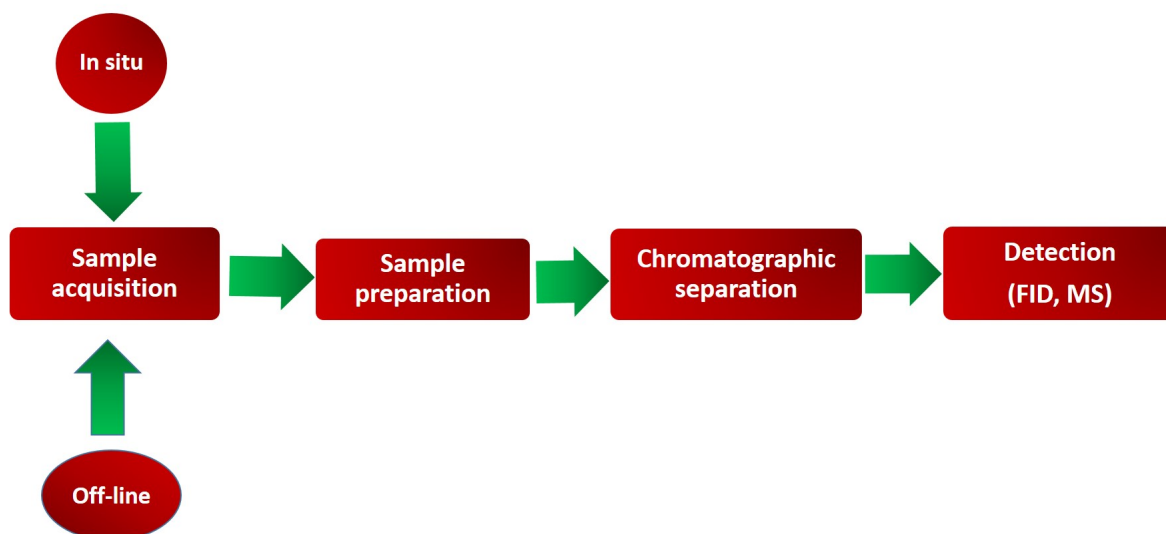 In situ
Sample
acquisition
Sample
preparation
Chromatographic
separation
Detection
(FID, MS)
Off-line